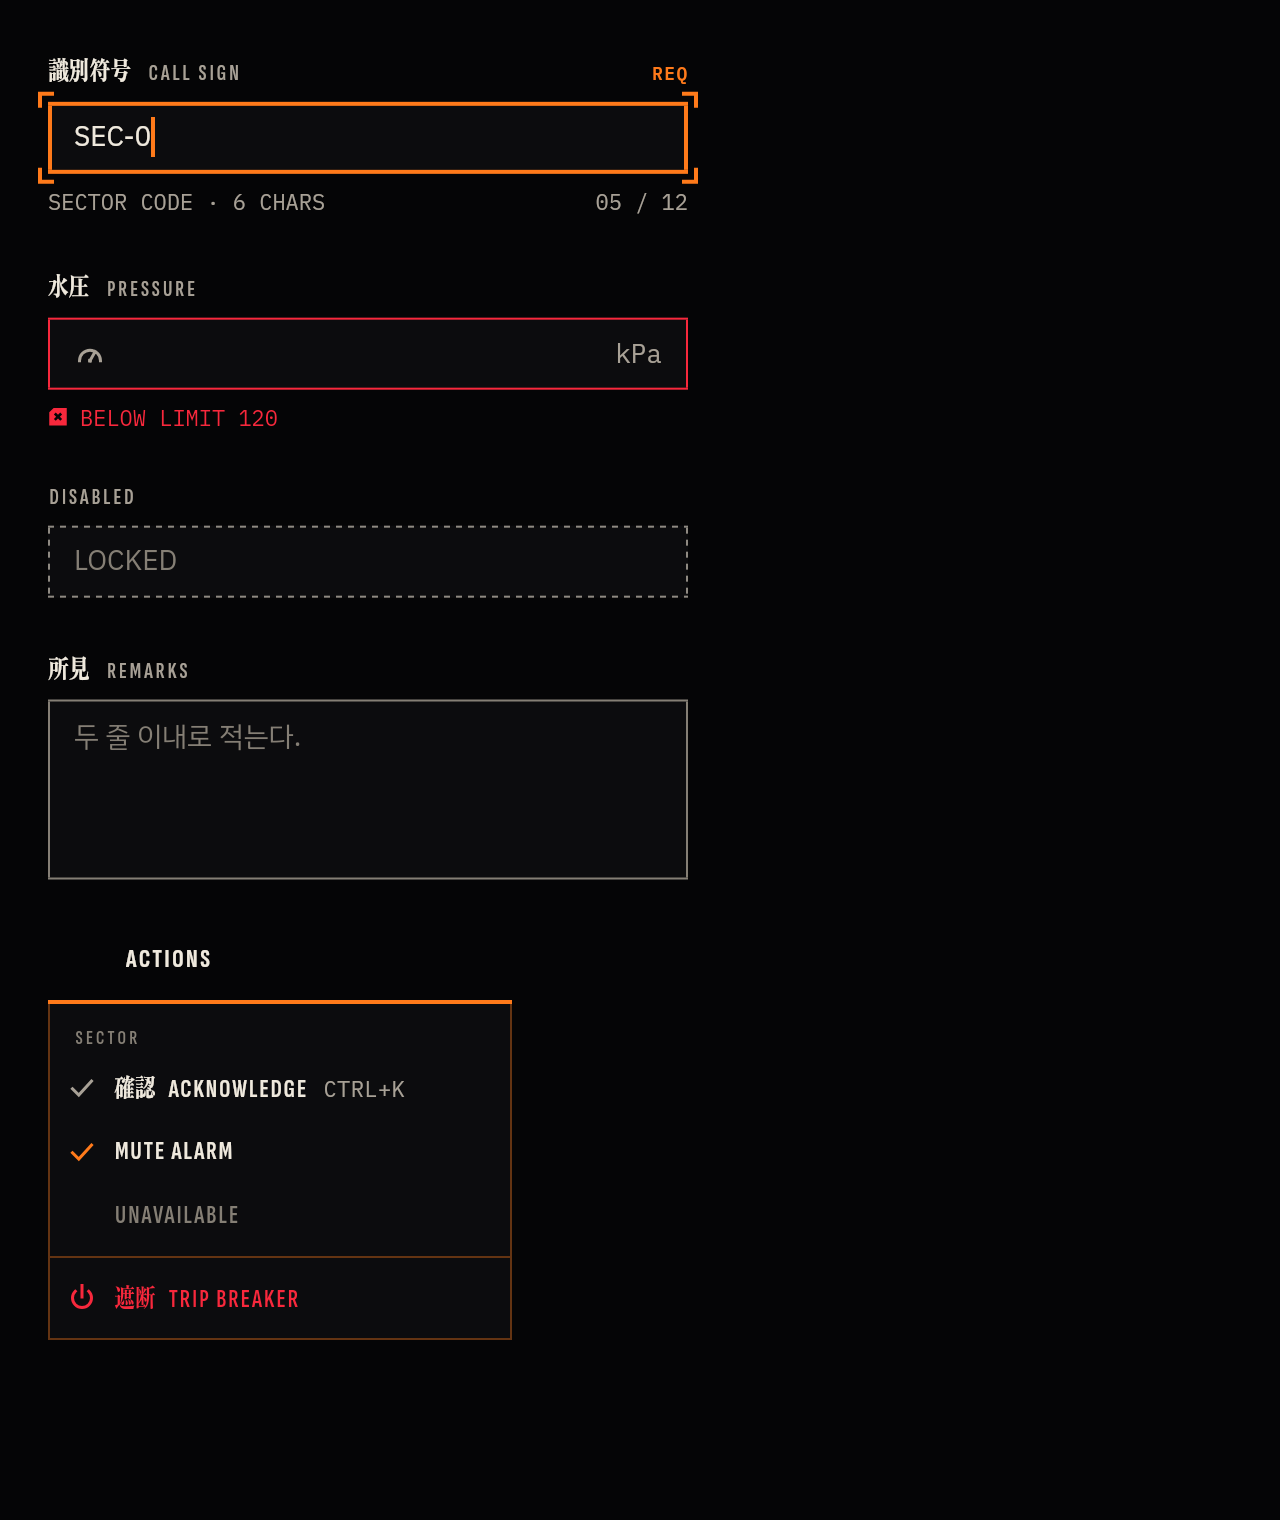 識別符号 CALL SIGN REQ
SEC-0
SECTOR CODE · 6 CHARS 05 / 12
水圧 PRESSURE
kPa
BELOW LIMIT 120
DISABLED
LOCKED
所見 REMARKS
두 줄 이내로 적는다.
ACTIONS
SECTOR
確認 ACKNOWLEDGE CTRL+K
MUTE ALARM
UNAVAILABLE
遮断 TRIP BREAKER